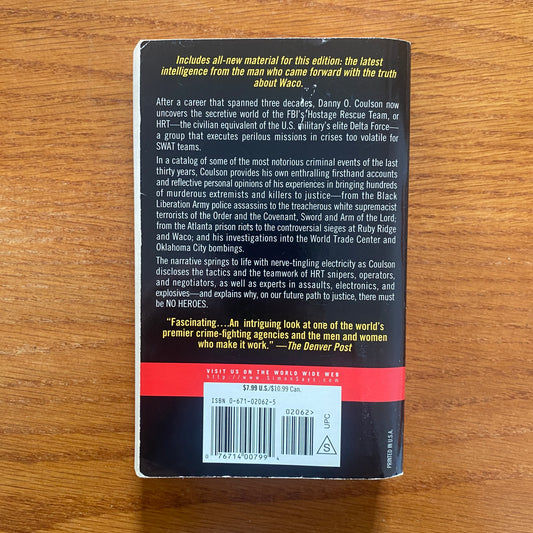 Includes all-new material for this edition: the latest
intelligence from the man who came forward with the truth
about Waco.
After a career that spanned three decades, Danny O. Coulson now
uncovers the secretive world of the FBI's Hostage Rescue Team, or
HRT—the civilian equivalent of the U.S. military's elite Delta Force—
a group that executes perilous missions in crises too volatile for
SWAT teams.
In a catalog of some of the most notorious criminal events of the last
thirty years, Coulson provides his own enthralling firsthand accounts
and reflective personal opinions of his experiences in bringing hundreds
of murderous extremists and killers to justice—from the Black
Liberation Army police assassins to the treacherous white supremacist
terrorists of the Order and the Covenant, Sword and Arm of the Lord;
from the Atlanta prison riots to the controversial sieges at Ruby Ridge
and Waco; and his investigations into the World Trade Center and
Oklahoma City bombings.
The narrative springs to life with nerve-tingling electricity as Coulson
discloses the tactics and the teamwork of HRT snipers, operators,
and negotiators, as well as experts in assaults, electronics, and
explosives—and explains why, on our future path to justice, there must
be NO HEROES.
"Fascinating....An intriguing look at one of the world's
premier crime-fighting agencies and the men and women
who make it work." —The Denver Post
VISIT US ON THE WORLD WIDE WEB
http://www.SimonSays.com
$7.99 U.S./$10.99 Can.
ISBN 0-671-02062-5
02062>
UPC
S
0 76714 00799 4
PRINTED IN U.S.A.